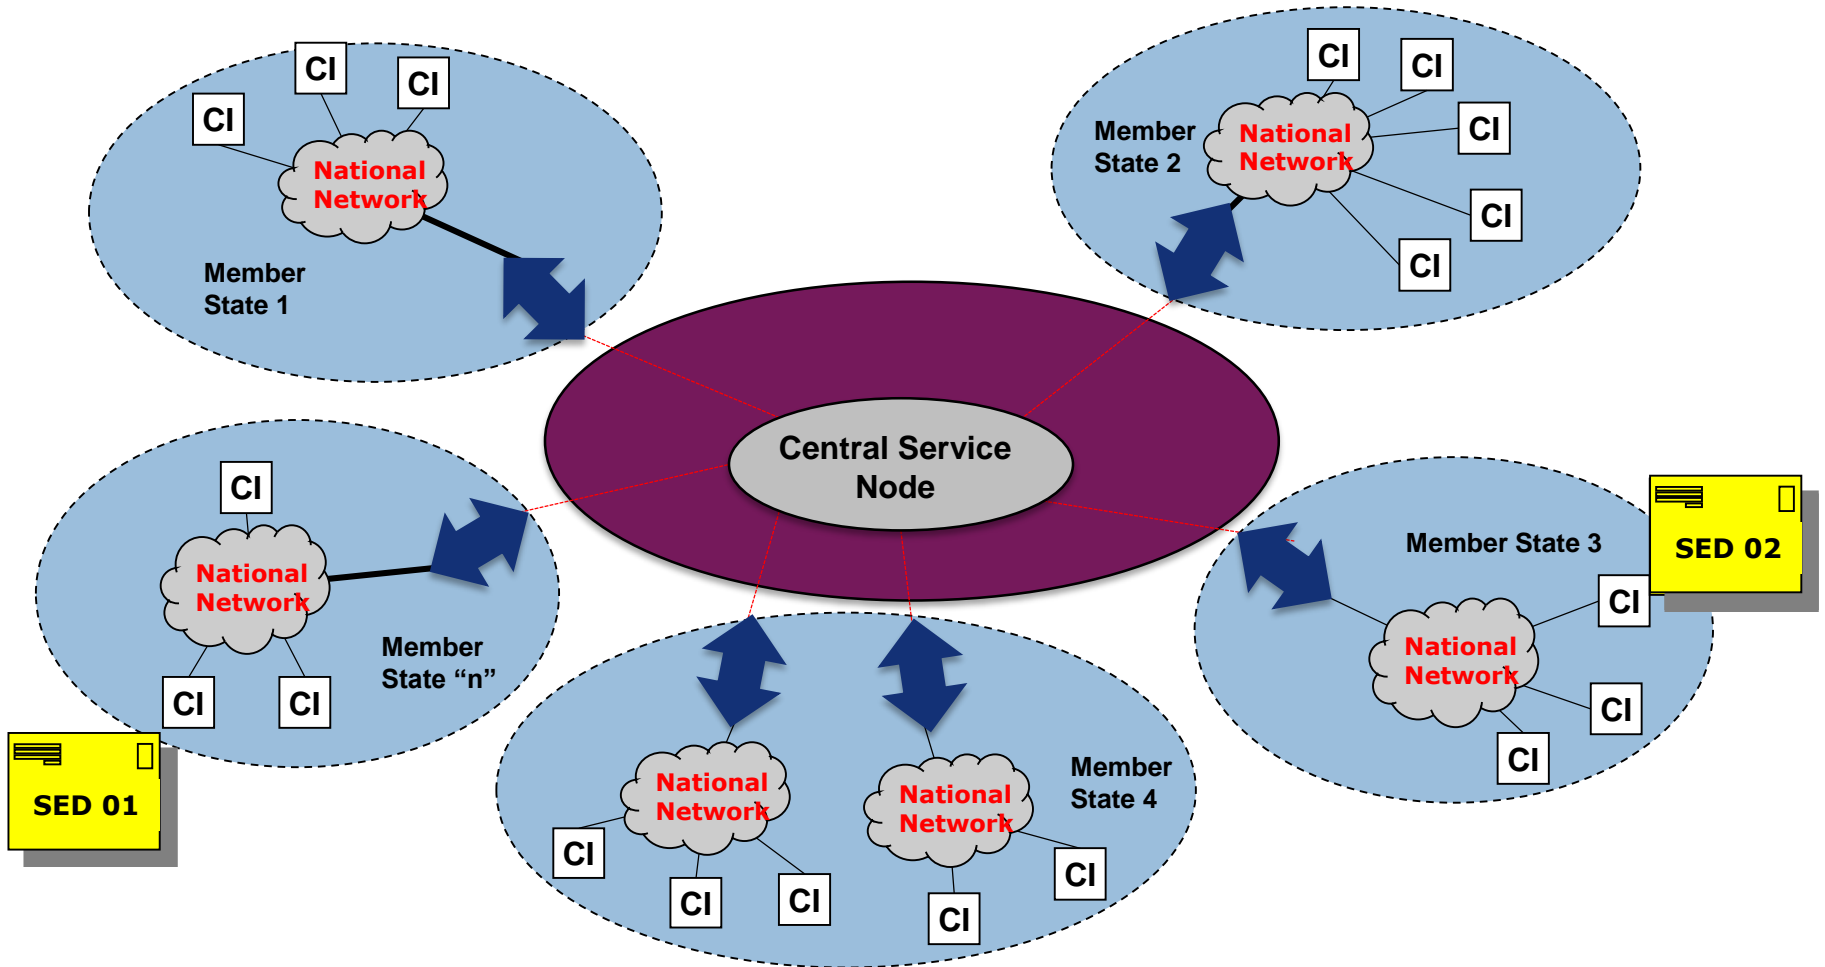 CI
CI
CI
National
Network
Member
State 1
CI
CI
CI
CI
CI
Member
State 2
National
Network
Central Service
Node
CI
National
Network
Member
State “n”
CI
CI
SED 01
Member State 3
SED 02
CI
National
Network
CI
CI
National
Network
CI
CI
CI
National
Network
Member
State 4
CI
CI